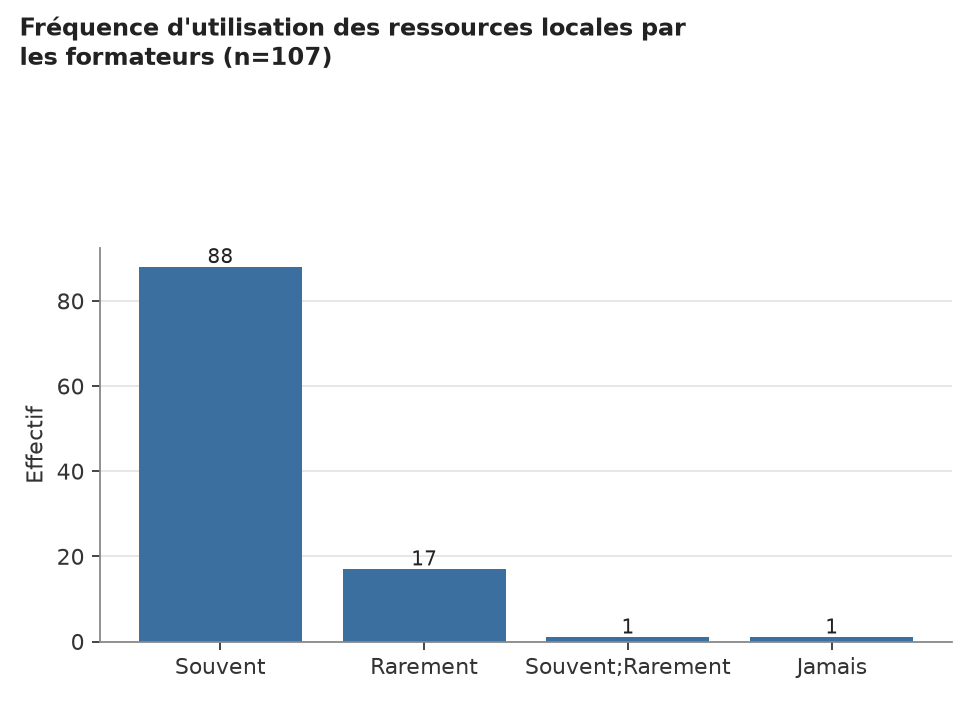 Fréquence d'utilisation des ressources locales par
les formateurs (n=107)
88
80
60
40
20
0
17
1
1
Effectif
Souvent
Rarement
Souvent;Rarement
Jamais